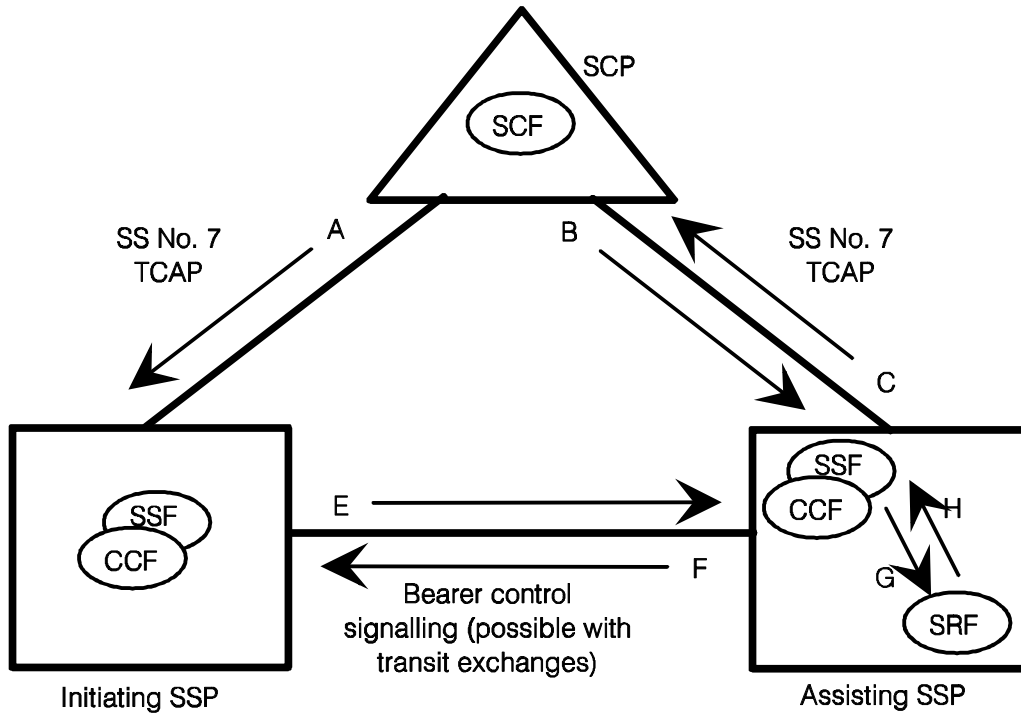 SCP
SCF
A
B
SS No. 7
TCAP
SS No. 7
TCAP
C
SSF
CCF
SSF
CCF
E
H
F
G
Bearer control
signalling (possible with
transit exchanges)
SRF
Initiating SSP
Assisting SSP